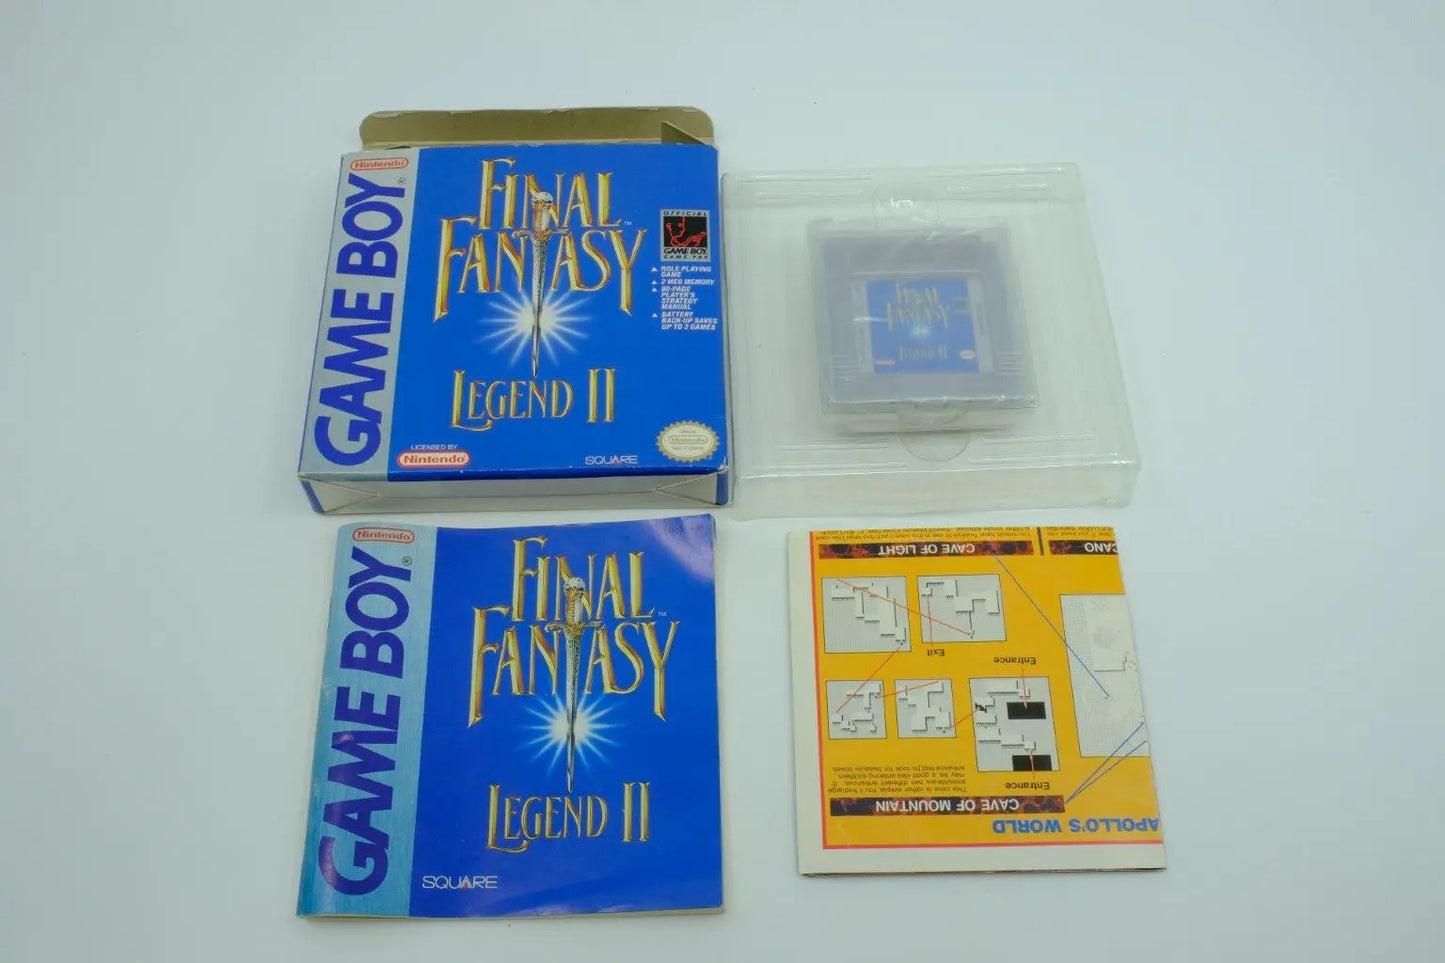 Nintendo
GAME BOY
FINAL
FANTASY
LEGEND II
OFFICIAL
GAME BOY
GAME PAK
ROLE PLAYING
GAME
2 MEG MEMORY
80-PAGE
PLAYER'S
STRATEGY
MANUAL
BATTERY
BACK-UP SAVES
UP TO 3 GAMES
LICENSED BY
Nintendo
SQUARE
Nintendo
FINAL
FANTASY
LEGEND II
Nintendo
GAME BOY
FINAL
FANTASY
LEGEND II
SQUARE
APOLLO'S WORLD
CAVE OF MOUNTAIN
Entrance
Entrance
Exit
CAVE OF LIGHT
CANO